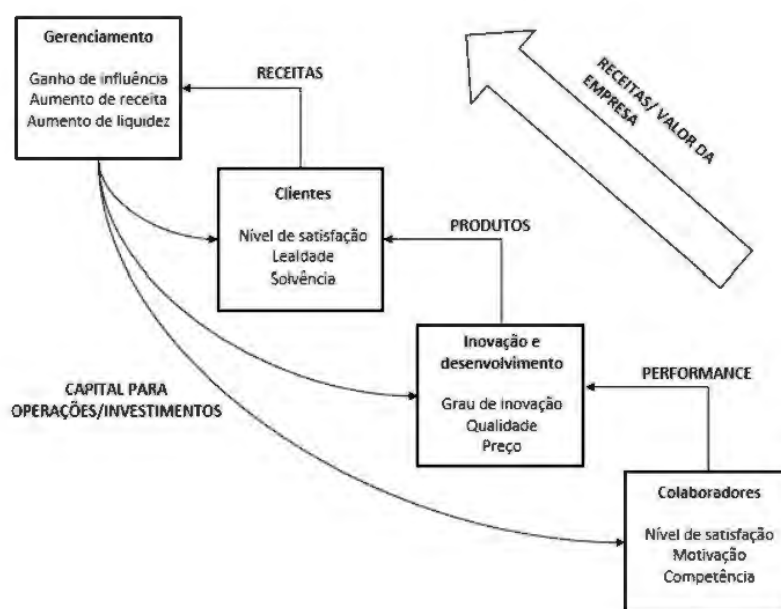 Gerenciamento
Ganho de influência
Aumento de receita
Aumento de liquidez
RECEITAS
RECEITAS/ VALOR DA
EMPRESA
Clientes
Nível de satisfação
Lealdade
Solvência
PRODUTOS
Inovação e
desenvolvimento
Grau de inovação
Qualidade
Preço
PERFORMANCE
CAPITAL PARA
OPERAÇÕES/INVESTIMENTOS
Colaboradores
Nível de satisfação
Motivação
Competência